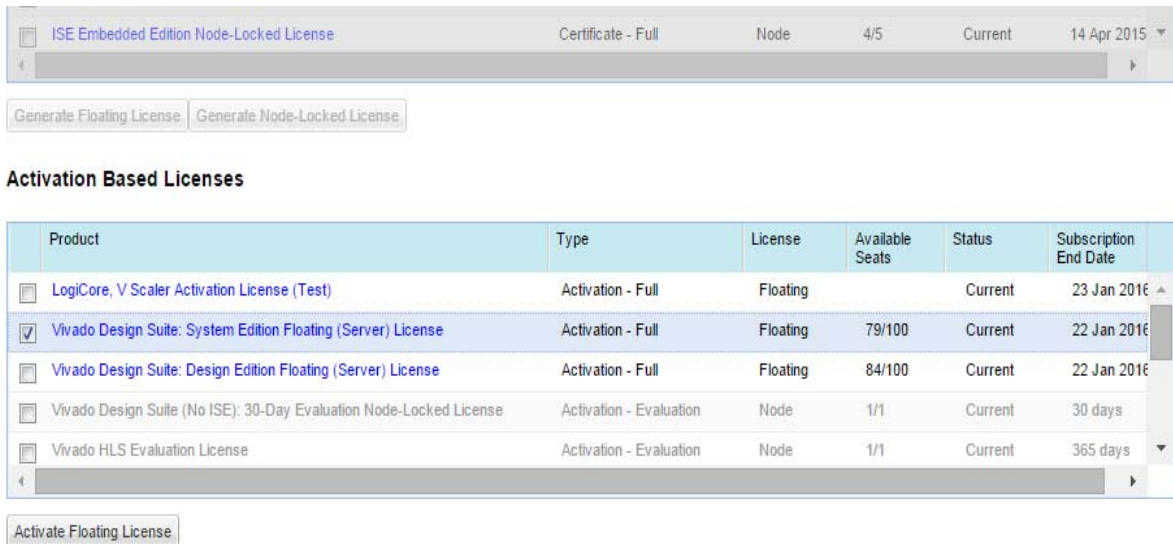 ISE Embedded Edition Node-Locked License Certificate - Full Node 4/5 Current 14 Apr 2015
Generate Floating License Generate Node-Locked License
Activation Based Licenses
Product Type License Available Seats Status Subscription End Date
LogiCore, V Scaler Activation License (Test) Activation - Full Floating Current 23 Jan 2016
Vivado Design Suite: System Edition Floating (Server) License Activation - Full Floating 79/100 Current 22 Jan 2016
Vivado Design Suite: Design Edition Floating (Server) License Activation - Full Floating 84/100 Current 22 Jan 2016
Vivado Design Suite (No ISE): 30-Day Evaluation Node-Locked License Activation - Evaluation Node 1/1 Current 30 days
Vivado HLS Evaluation License Activation - Evaluation Node 1/1 Current 365 days
Activate Floating License